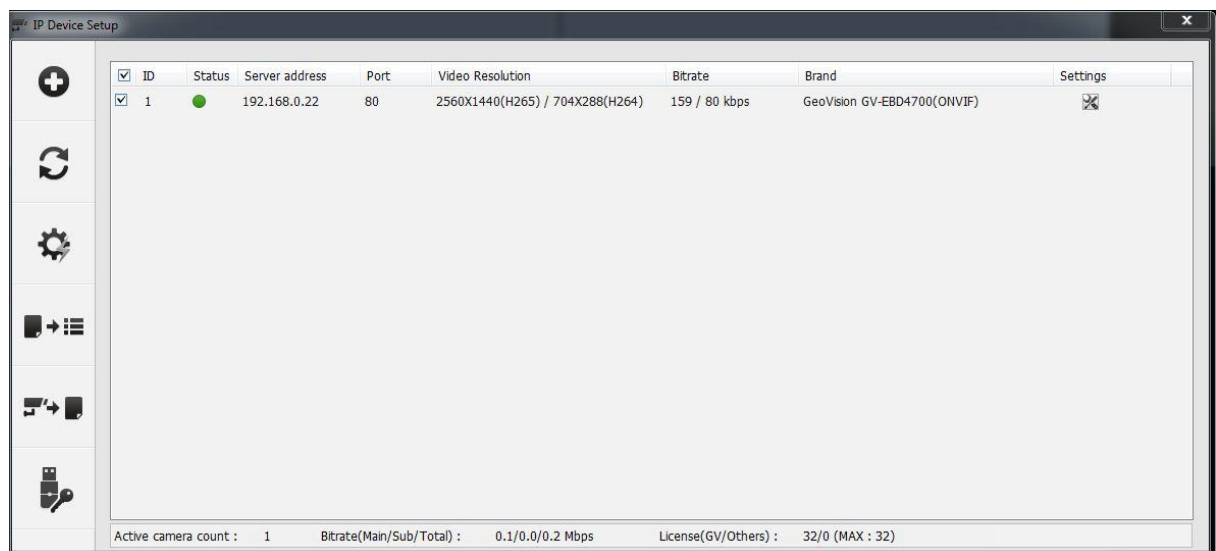 IP Device Setup
ID Status Server address Port Video Resolution Bitrate Brand Settings
1 192.168.0.22 80 2560X1440(H265) / 704X288(H264) 159 / 80 kbps GeoVision GV-EBD4700(ONVIF)
Active camera count : 1 Bitrate(Main/Sub/Total) : 0.1/0.0/0.2 Mbps License(GV/Others) : 32/0 (MAX : 32)